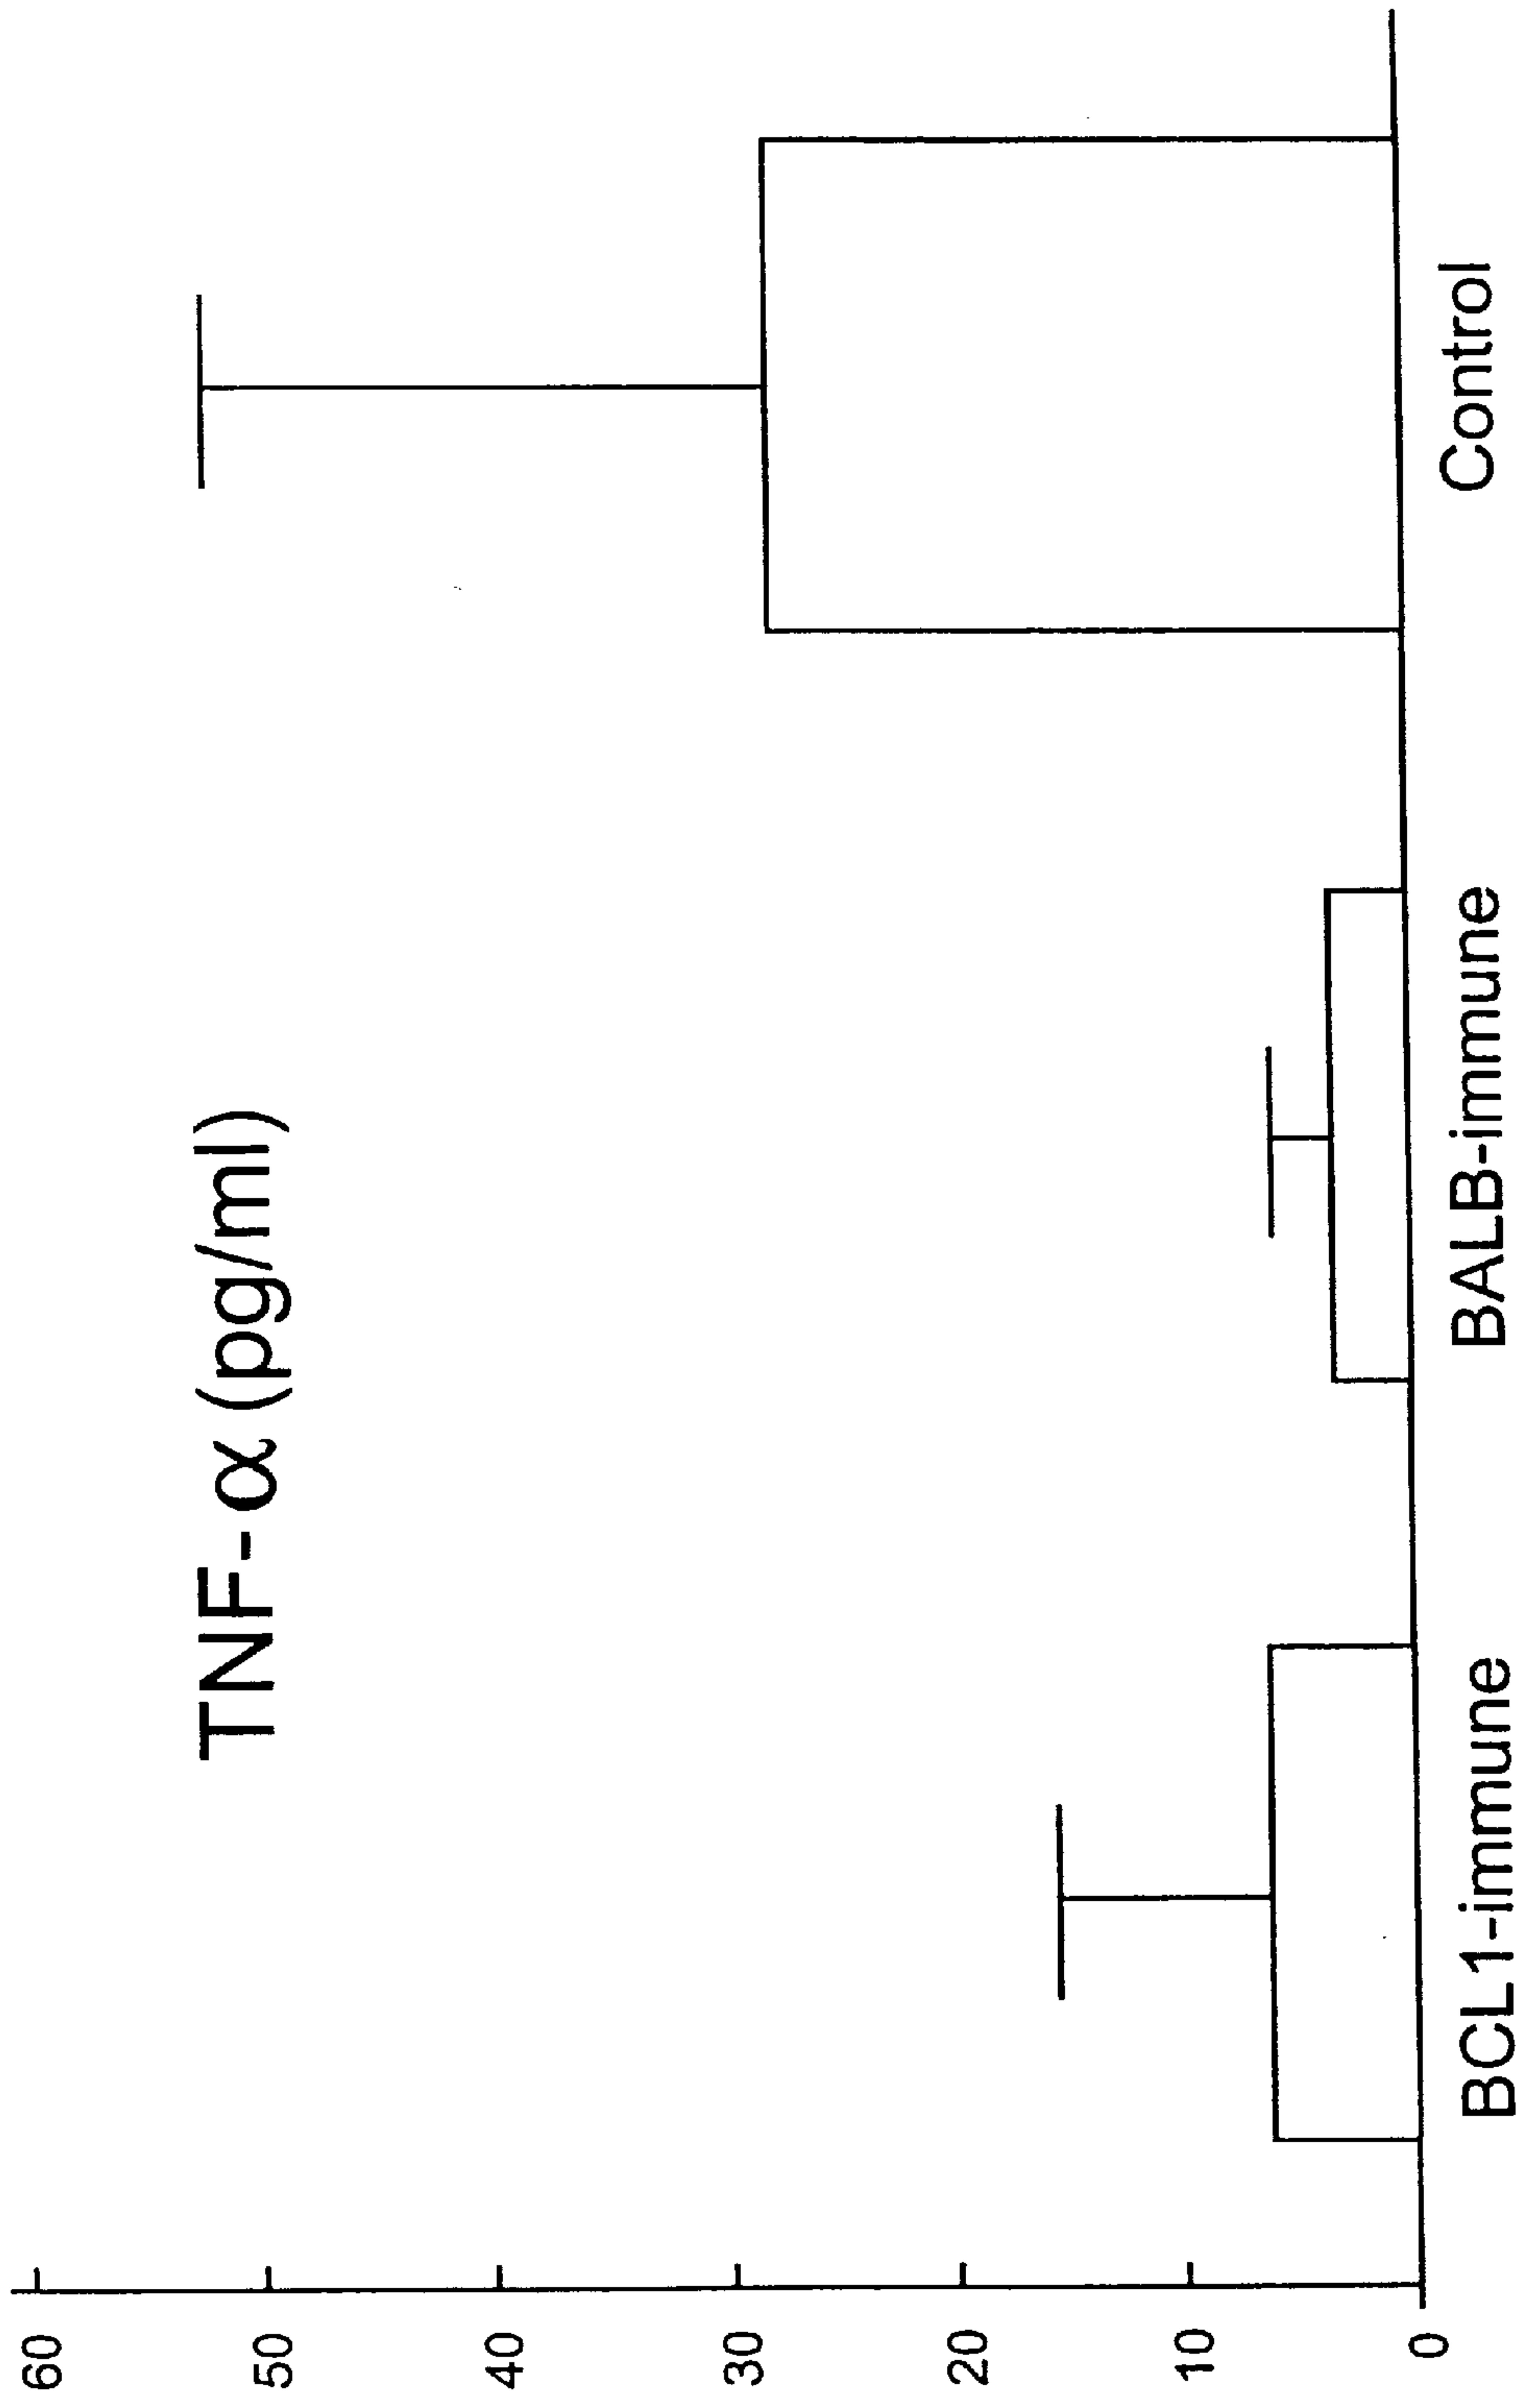 TNF-α (pg/ml)
60
50
40
30
20
10
0
BCL1-immune
BALB-immune
Control